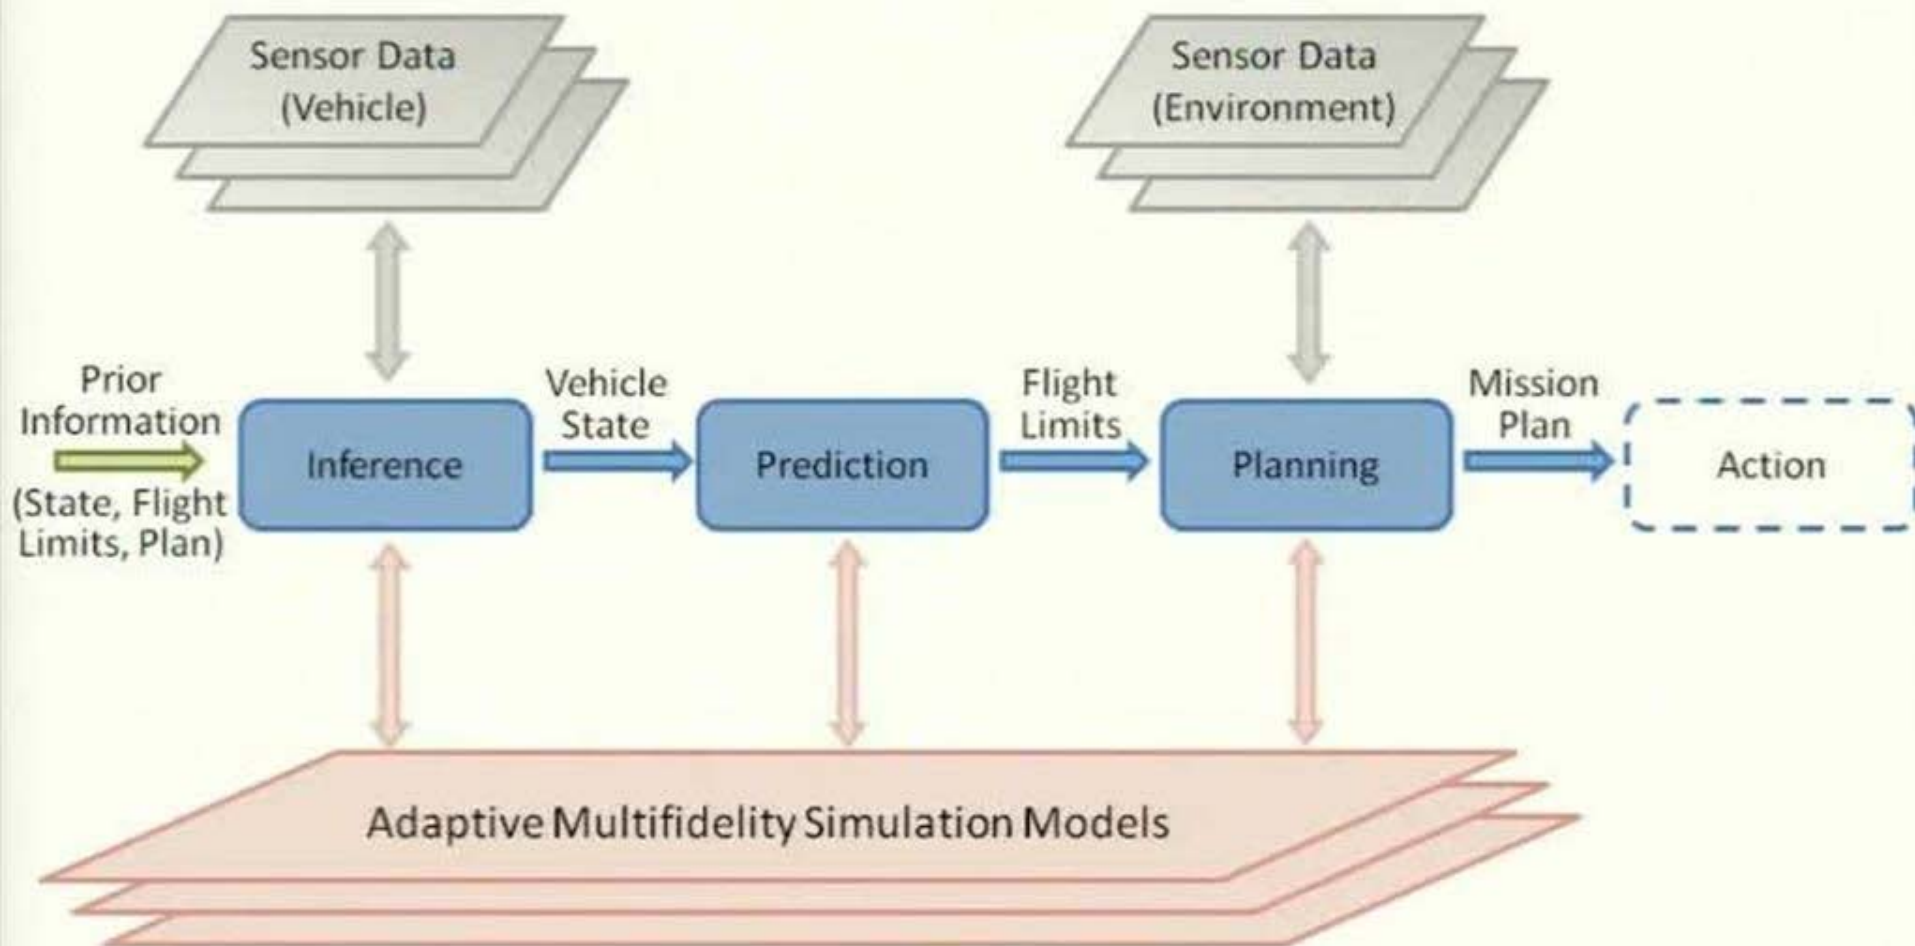 Sensor Data
(Vehicle)
Sensor Data
(Environment)
Prior
Information
(State, Flight
Limits, Plan)
Inference
Vehicle
State
Prediction
Flight
Limits
Planning
Mission
Plan
Action
Adaptive Multifidelity Simulation Models